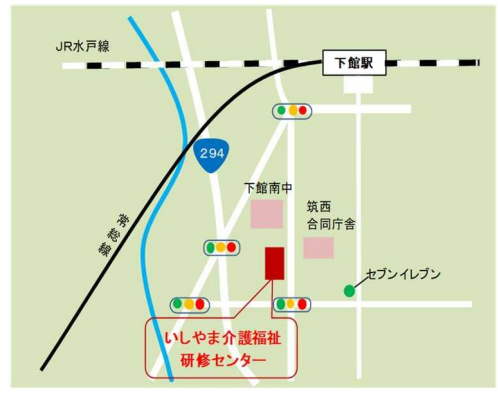 JR水戸線
下館駅
294
下館南中
筑西
合同庁舎
常総線
セブンイレブン
いしやま介護福祉
研修センター